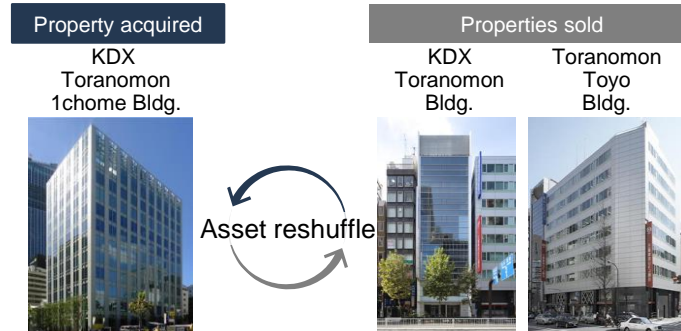 Property acquired
KDX
Toranomon
1chome Bldg.
Asset reshuffle
Properties sold
KDX
Toranomon
Bldg.
Toranomon
Toyo
Bldg.